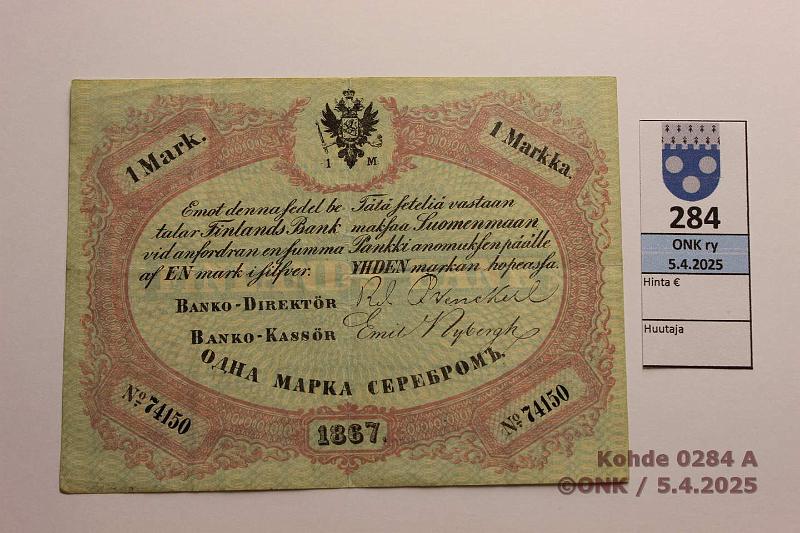 1 Mark.
1 Markka.
1 M
Emot denna sedel be
talar Finlands Bank
vid anfordran en summa
af EN mark i silfver.
Tätä seteliä vastaan
maksaa Suomenmaan
Pankki anomuksen päälle
YHDEN markan hopeassa.
BANKO-DIREKTÖR
BANKO-KASSÖR
Emil Nybergh
ОДНА МАРКА СЕРЕБРОМЪ.
No 74150
1867.
No 74150
284
ONK ry
5.4.2025
Hinta €
Huutaja
Kohde 0284 A
©ONK / 5.4.2025